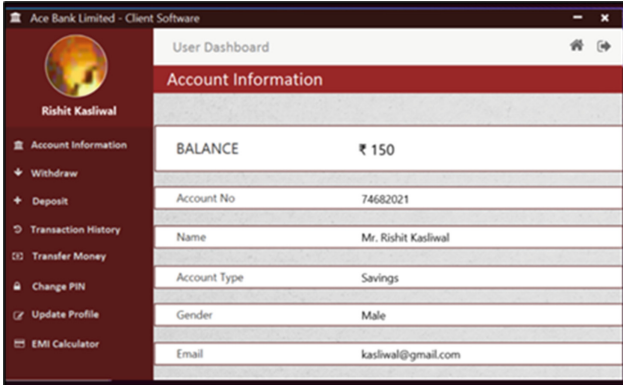 Ace Bank Limited - Client Software
User Dashboard
Account Information
Rishit Kasliwal
Account Information
Withdraw
Deposit
Transaction History
Transfer Money
Change PIN
Update Profile
EMI Calculator
BALANCE ₹ 150
Account No 74682021
Name Mr. Rishit Kasliwal
Account Type Savings
Gender Male
Email kasliwal@gmail.com